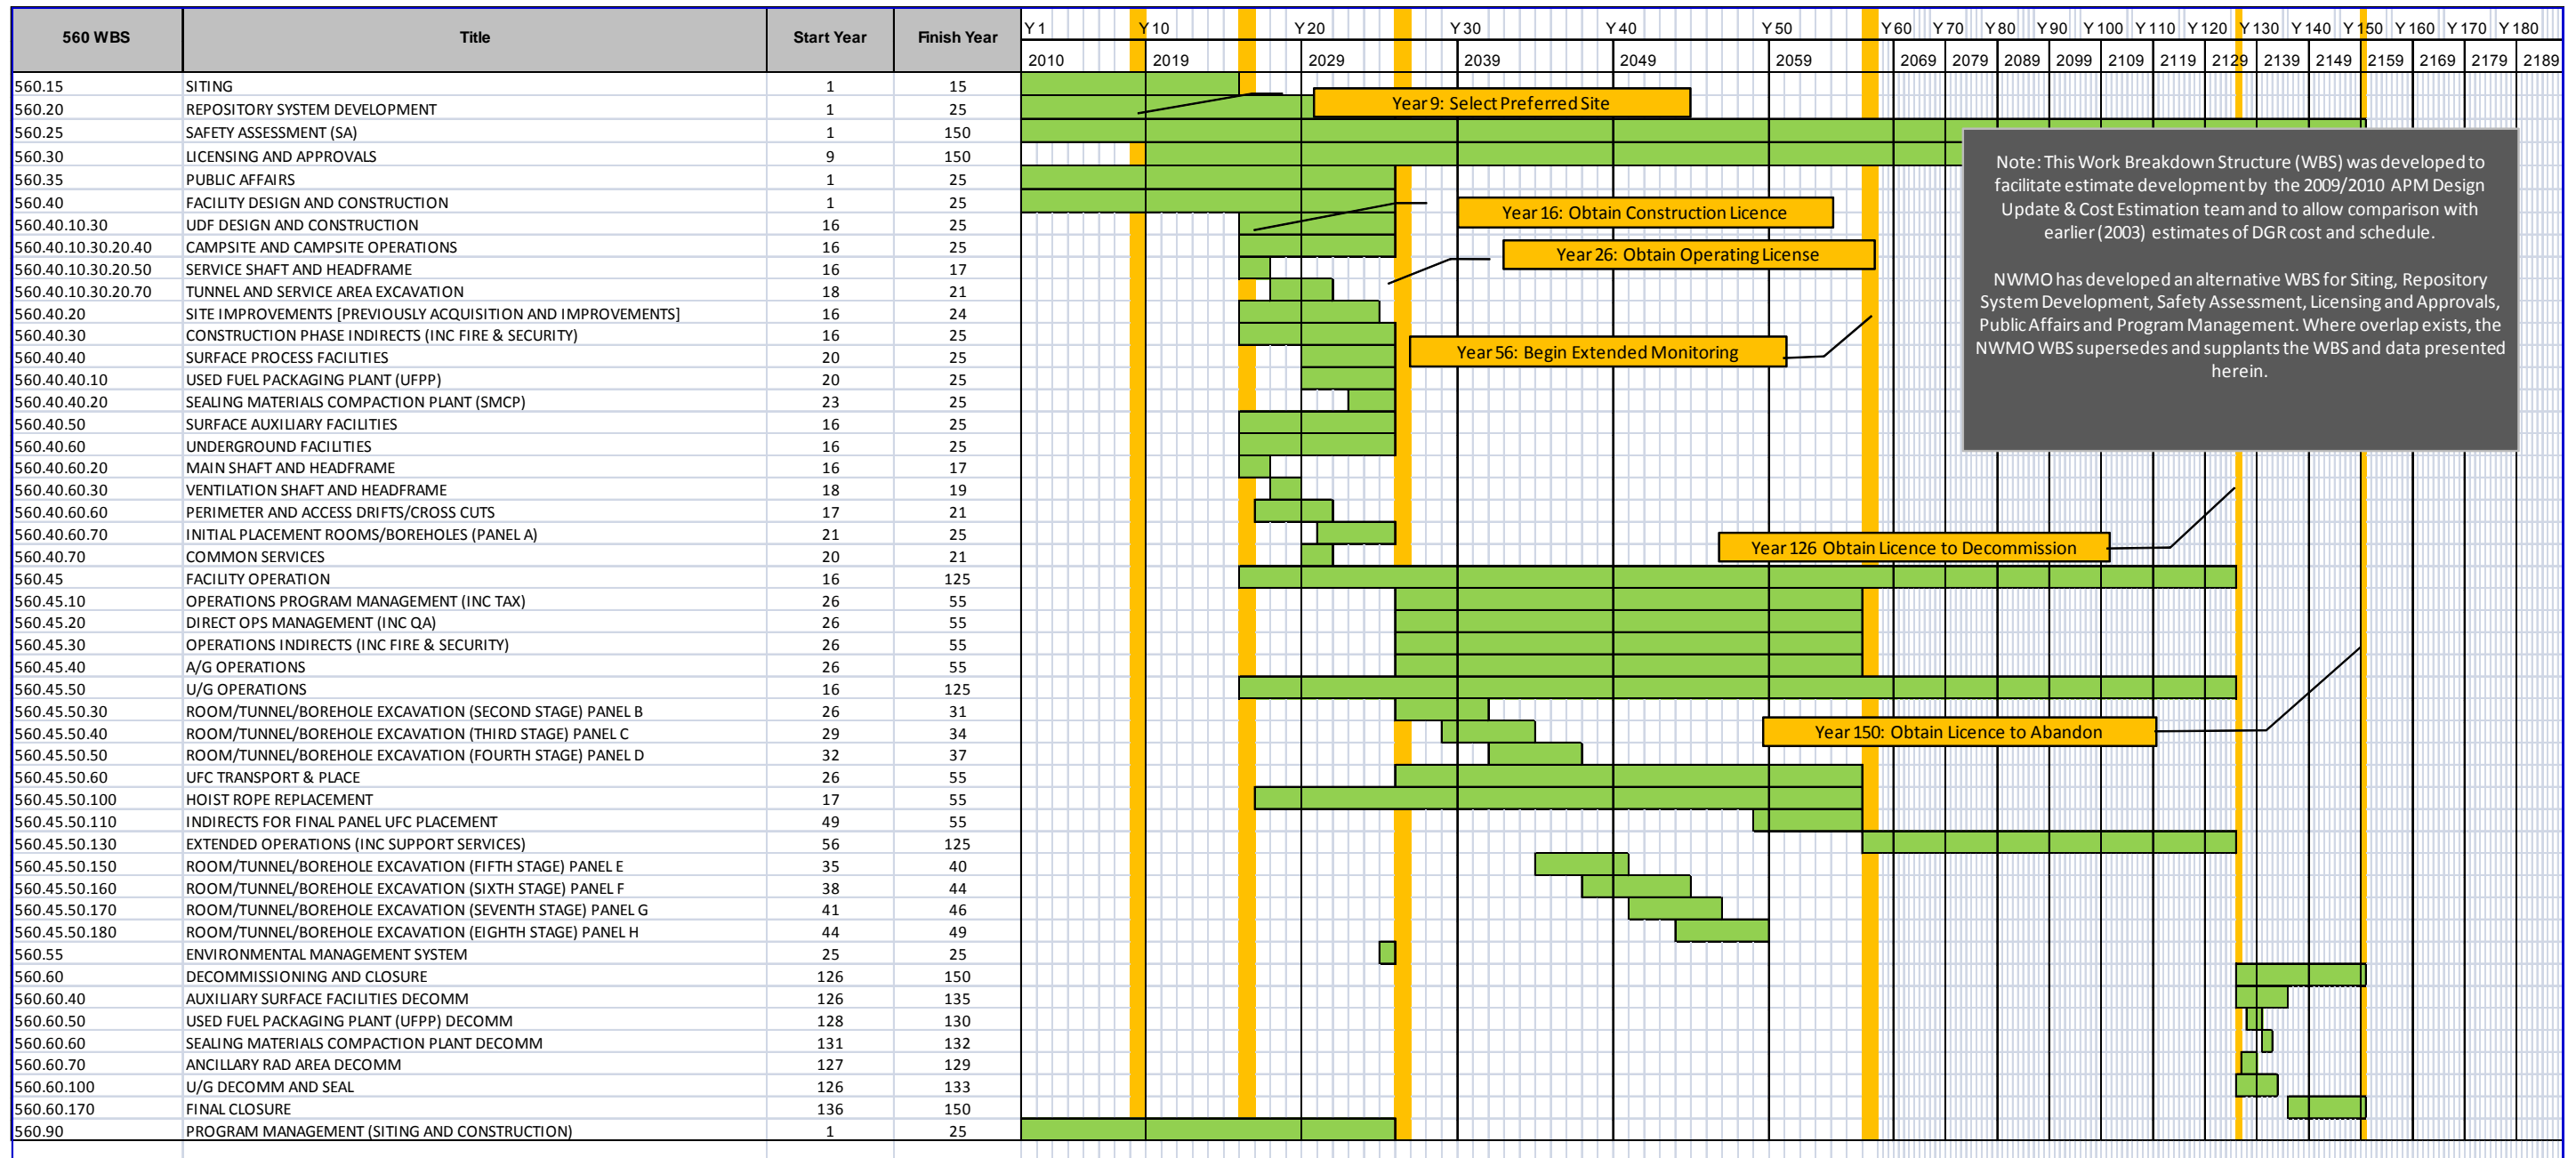 560 WBS Title Start Year Finish Year Y 1 Y 10 Y 20 Y 30 Y 40 Y 50 Y 60 Y 70 Y 80 Y 90 Y 100 Y 110 Y 120 Y 130 Y 140 Y 150 Y 160 Y 170 Y 180
2010 2019 2029 2039 2049 2059 2069 2079 2089 2099 2109 2119 2129 2139 2149 2159 2169 2179 2189
560.15 SITING 1 15
560.20 REPOSITORY SYSTEM DEVELOPMENT 1 25
Year 9: Select Preferred Site
560.25 SAFETY ASSESSMENT (SA) 1 150
560.30 LICENSING AND APPROVALS 9 150
560.35 PUBLIC AFFAIRS 1 25
560.40 FACILITY DESIGN AND CONSTRUCTION 1 25
Year 16: Obtain Construction Licence
560.40.10.30 UDF DESIGN AND CONSTRUCTION 16 25
560.40.10.30.20.40 CAMPSITE AND CAMPSITE OPERATIONS 16 25
Year 26: Obtain Operating License
560.40.10.30.20.50 SERVICE SHAFT AND HEADFRAME 16 17
560.40.10.30.20.70 TUNNEL AND SERVICE AREA EXCAVATION 18 21
560.40.20 SITE IMPROVEMENTS [PREVIOUSLY ACQUISITION AND IMPROVEMENTS] 16 24
560.40.30 CONSTRUCTION PHASE INDIRECTS (INC FIRE & SECURITY) 16 25
560.40.40 SURFACE PROCESS FACILITIES 20 25
Year 56: Begin Extended Monitoring
560.40.40.10 USED FUEL PACKAGING PLANT (UFPP) 20 25
560.40.40.20 SEALING MATERIALS COMPACTION PLANT (SMCP) 23 25
560.40.50 SURFACE AUXILIARY FACILITIES 16 25
560.40.60 UNDERGROUND FACILITIES 16 25
560.40.60.20 MAIN SHAFT AND HEADFRAME 16 17
560.40.60.30 VENTILATION SHAFT AND HEADFRAME 18 19
560.40.60.60 PERIMETER AND ACCESS DRIFTS/CROSS CUTS 17 21
560.40.60.70 INITIAL PLACEMENT ROOMS/BOREHOLES (PANEL A) 21 25
560.40.70 COMMON SERVICES 20 21
Year 126 Obtain Licence to Decommission
560.45 FACILITY OPERATION 16 125
560.45.10 OPERATIONS PROGRAM MANAGEMENT (INC TAX) 26 55
560.45.20 DIRECT OPS MANAGEMENT (INC QA) 26 55
560.45.30 OPERATIONS INDIRECTS (INC FIRE & SECURITY) 26 55
560.45.40 A/G OPERATIONS 26 55
560.45.50 U/G OPERATIONS 16 125
560.45.50.30 ROOM/TUNNEL/BOREHOLE EXCAVATION (SECOND STAGE) PANEL B 26 31
560.45.50.40 ROOM/TUNNEL/BOREHOLE EXCAVATION (THIRD STAGE) PANEL C 29 34
Year 150: Obtain Licence to Abandon
560.45.50.50 ROOM/TUNNEL/BOREHOLE EXCAVATION (FOURTH STAGE) PANEL D 32 37
560.45.50.60 UFC TRANSPORT & PLACE 26 55
560.45.50.100 HOIST ROPE REPLACEMENT 17 55
560.45.50.110 INDIRECTS FOR FINAL PANEL UFC PLACEMENT 49 55
560.45.50.130 EXTENDED OPERATIONS (INC SUPPORT SERVICES) 56 125
560.45.50.150 ROOM/TUNNEL/BOREHOLE EXCAVATION (FIFTH STAGE) PANEL E 35 40
560.45.50.160 ROOM/TUNNEL/BOREHOLE EXCAVATION (SIXTH STAGE) PANEL F 38 44
560.45.50.170 ROOM/TUNNEL/BOREHOLE EXCAVATION (SEVENTH STAGE) PANEL G 41 46
560.45.50.180 ROOM/TUNNEL/BOREHOLE EXCAVATION (EIGHTH STAGE) PANEL H 44 49
560.55 ENVIRONMENTAL MANAGEMENT SYSTEM 25 25
560.60 DECOMMISSIONING AND CLOSURE 126 150
560.60.40 AUXILIARY SURFACE FACILITIES DECOMM 126 135
560.60.50 USED FUEL PACKAGING PLANT (UFPP) DECOMM 128 130
560.60.60 SEALING MATERIALS COMPACTION PLANT DECOMM 131 132
560.60.70 ANCILLARY RAD AREA DECOMM 127 129
560.60.100 U/G DECOMM AND SEAL 126 133
560.60.170 FINAL CLOSURE 136 150
560.90 PROGRAM MANAGEMENT (SITING AND CONSTRUCTION) 1 25
Note: This Work Breakdown Structure (WBS) was developed to
facilitate estimate development by the 2009/2010 APM Design
Update & Cost Estimation team and to allow comparison with
earlier (2003) estimates of DGR cost and schedule.
NWMO has developed an alternative WBS for Siting, Repository
System Development, Safety Assessment, Licensing and Approvals,
Public Affairs and Program Management. Where overlap exists, the
NWMO WBS supersedes and supplants the WBS and data presented
herein.